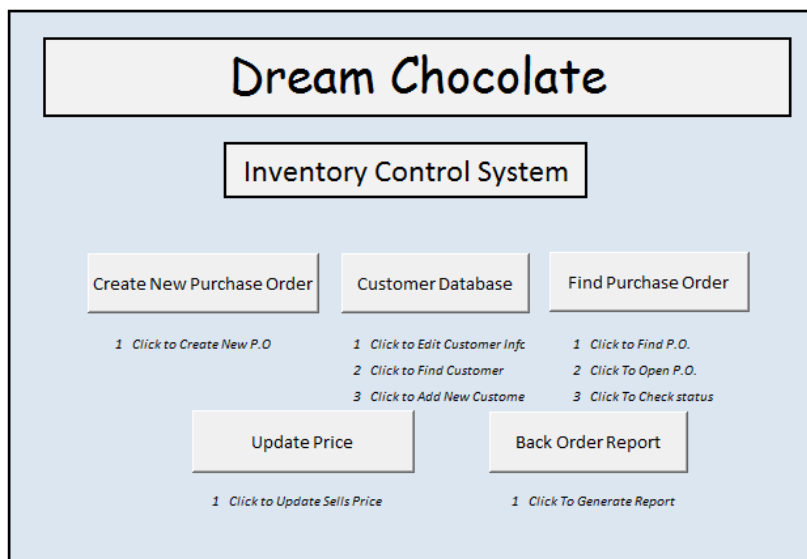 Dream Chocolate
Inventory Control System
Create New Purchase Order
Customer Database
Find Purchase Order
1 Click to Create New P.O
1 Click to Edit Customer Info
2 Click to Find Customer
3 Click to Add New Custome
1 Click to Find P.O.
2 Click To Open P.O.
3 Click To Check status
Update Price
Back Order Report
1 Click to Update Sells Price
1 Click To Generate Report